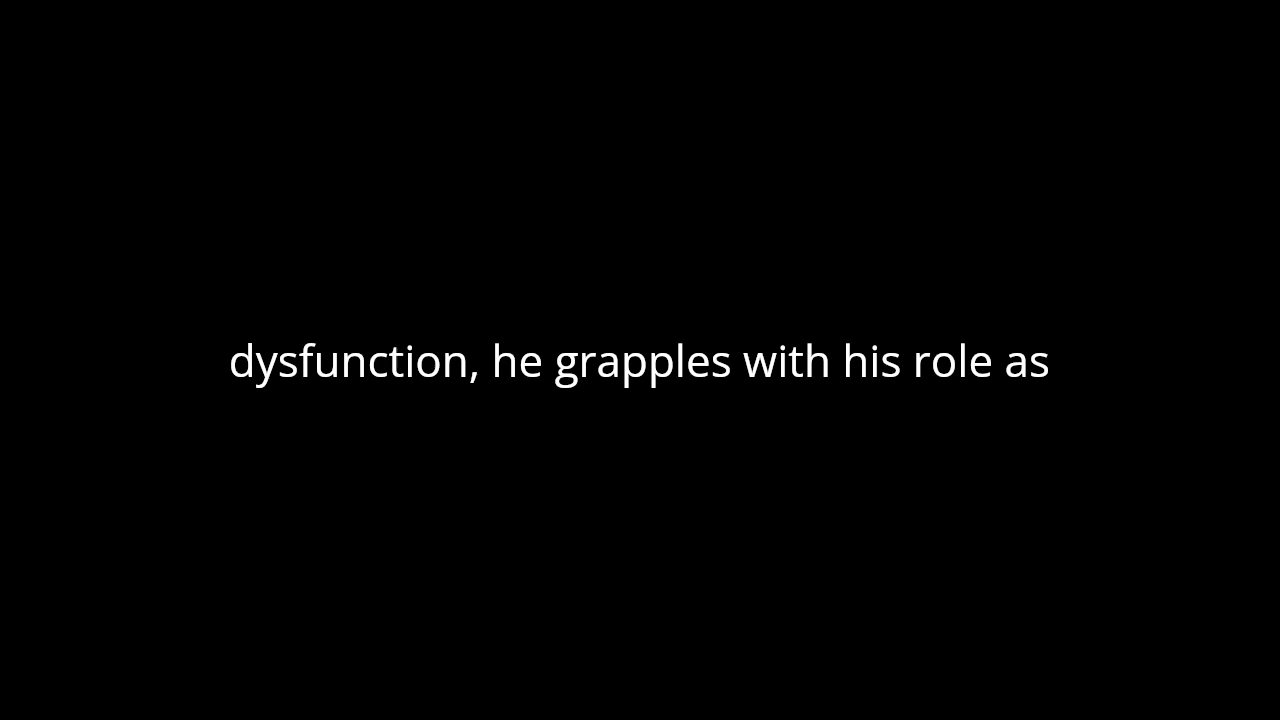 dysfunction, he grapples with his role as